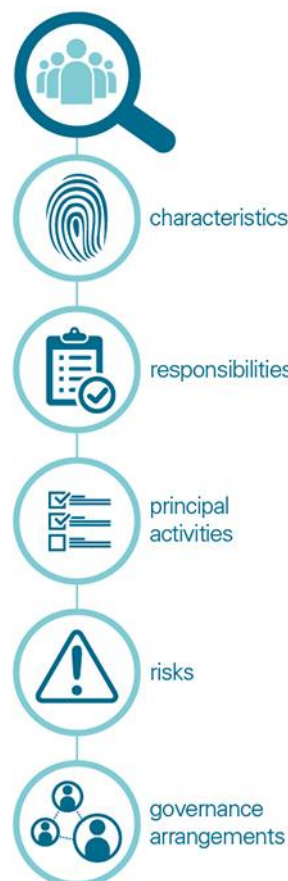 characteristics
responsibilities
principal
activities
risks
governance
arrangements